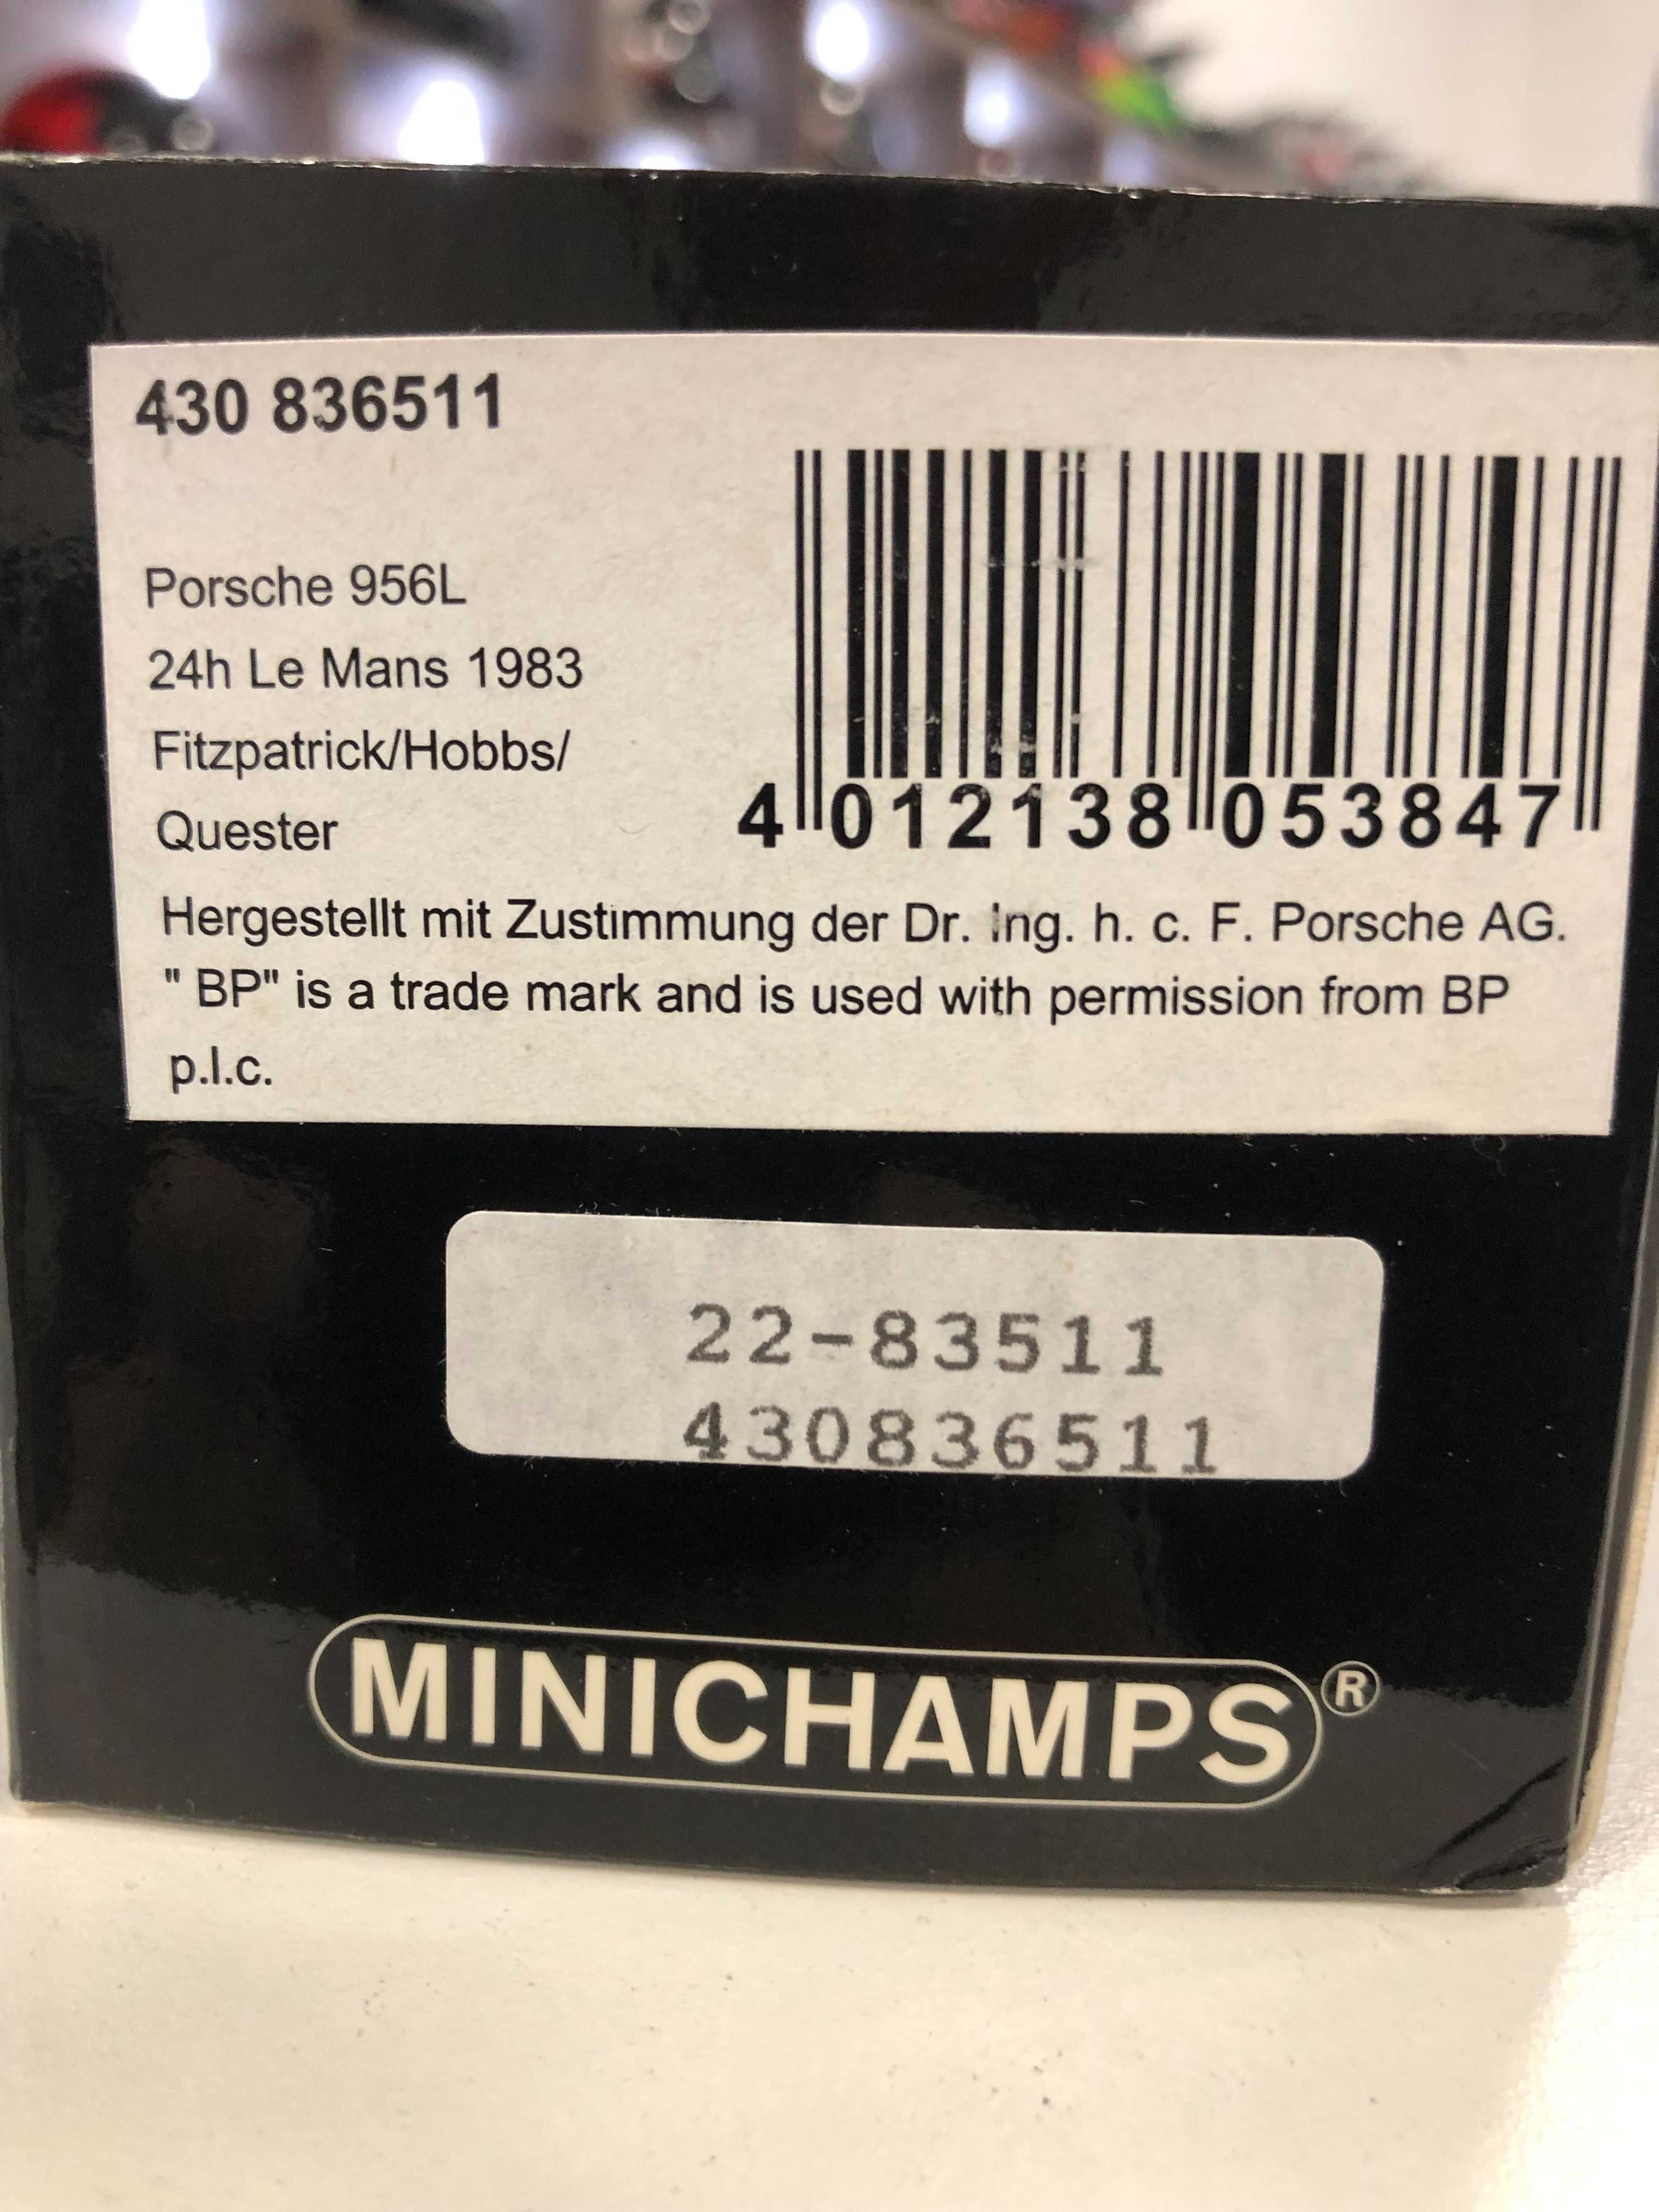 430 836511
Porsche 956L
24h Le Mans 1983
Fitzpatrick/Hobbs/
Quester
4 012138 053847
Hergestellt mit Zustimmung der Dr. Ing. h. c. F. Porsche AG.
" BP" is a trade mark and is used with permission from BP
p.l.c.
22-83511
430836511
MINICHAMPS®